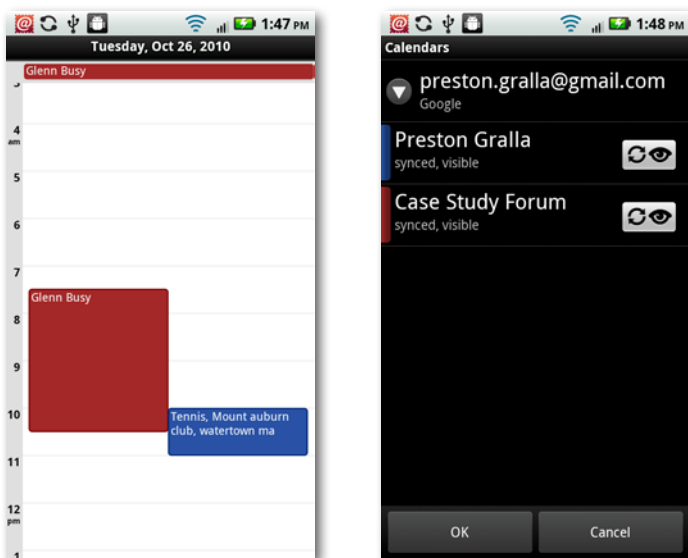 1:47 PM
Tuesday, Oct 26, 2010
Glenn Busy
4
am
5
6
7
Glenn Busy
8
9
10
Tennis, Mount auburn
club, watertown ma
11
12
pm
1
1:48 PM
Calendars
preston.gralla@gmail.com
Google
Preston Gralla
synced, visible
Case Study Forum
synced, visible
OK
Cancel